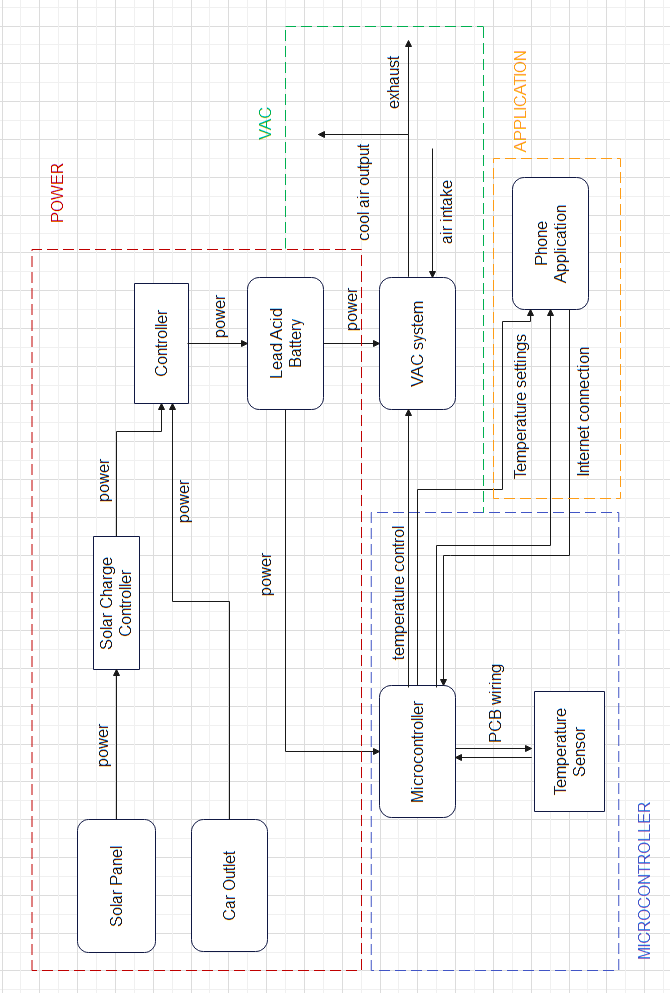 POWER
VAC
APPLICATION
MICROCONTROLLER
Solar Panel
power
Solar Charge
Controller
power
Car Outlet
power
Controller
power
Lead Acid
Battery
power
power
VAC system
cool air output
exhaust
air intake
temperature control
Microcontroller
PCB wiring
Temperature
Sensor
Temperature settings
Internet connection
Phone
Application